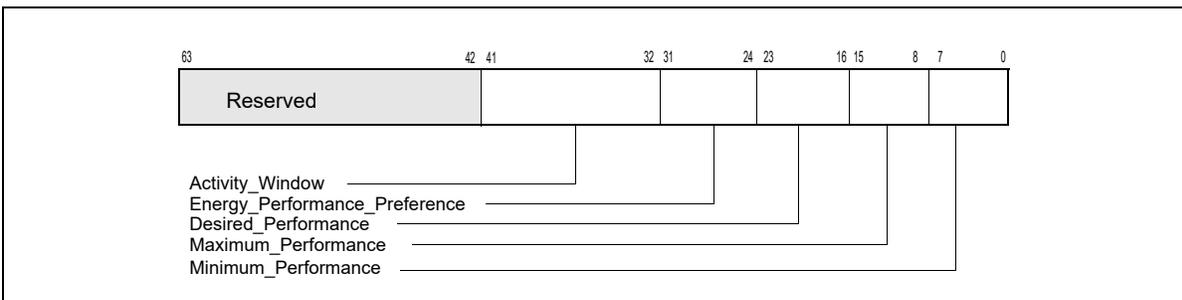 63 42 41 32 31 24 23 16 15 8 7 0
Reserved
Activity_Window
Energy_Performance_Preference
Desired_Performance
Maximum_Performance
Minimum_Performance